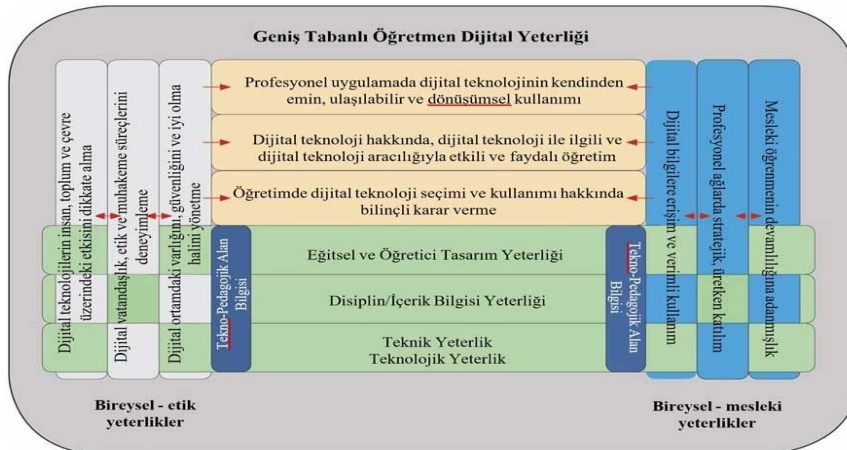 Geniş Tabanlı Öğretmen Dijital Yeterliği
Dijital teknolojilerin insan, toplum ve çevre
üzerindeki etkisini dikkate alma
Dijital vatandaşlık, etik ve muhakeme süreçlerini
deneyimleme
Dijital ortamdaki varlığını, güvenliğini ve iyi olma
halini yönetme
Profesyonel uygulamada dijital teknolojinin kendinden
emin, ulaşılabilir ve dönüşümsel kullanımı
Dijital teknoloji hakkında, dijital teknoloji ile ilgili ve
dijital teknoloji aracılığıyla etkili ve faydalı öğretim
Öğretimde dijital teknoloji seçimi ve kullanımı hakkında
bilinçli karar verme
Tekno-Pedagojik Alan
Bilgisi
Eğitsel ve Öğretici Tasarım Yeterliği
Disiplin/İçerik Bilgisi Yeterliği
Teknik Yeterlik
Teknolojik Yeterlik
Tekno-Pedagojik Alan
Bilgisi
Dijital bilgilere erişim ve verimli kullanım
Profesyonel ağlarda stratejik, üretken katılım
Mesleki öğrenmenin devamlılığına adanmışlık
Bireysel - etik
yeterlikler
Bireysel - mesleki
yeterlikler